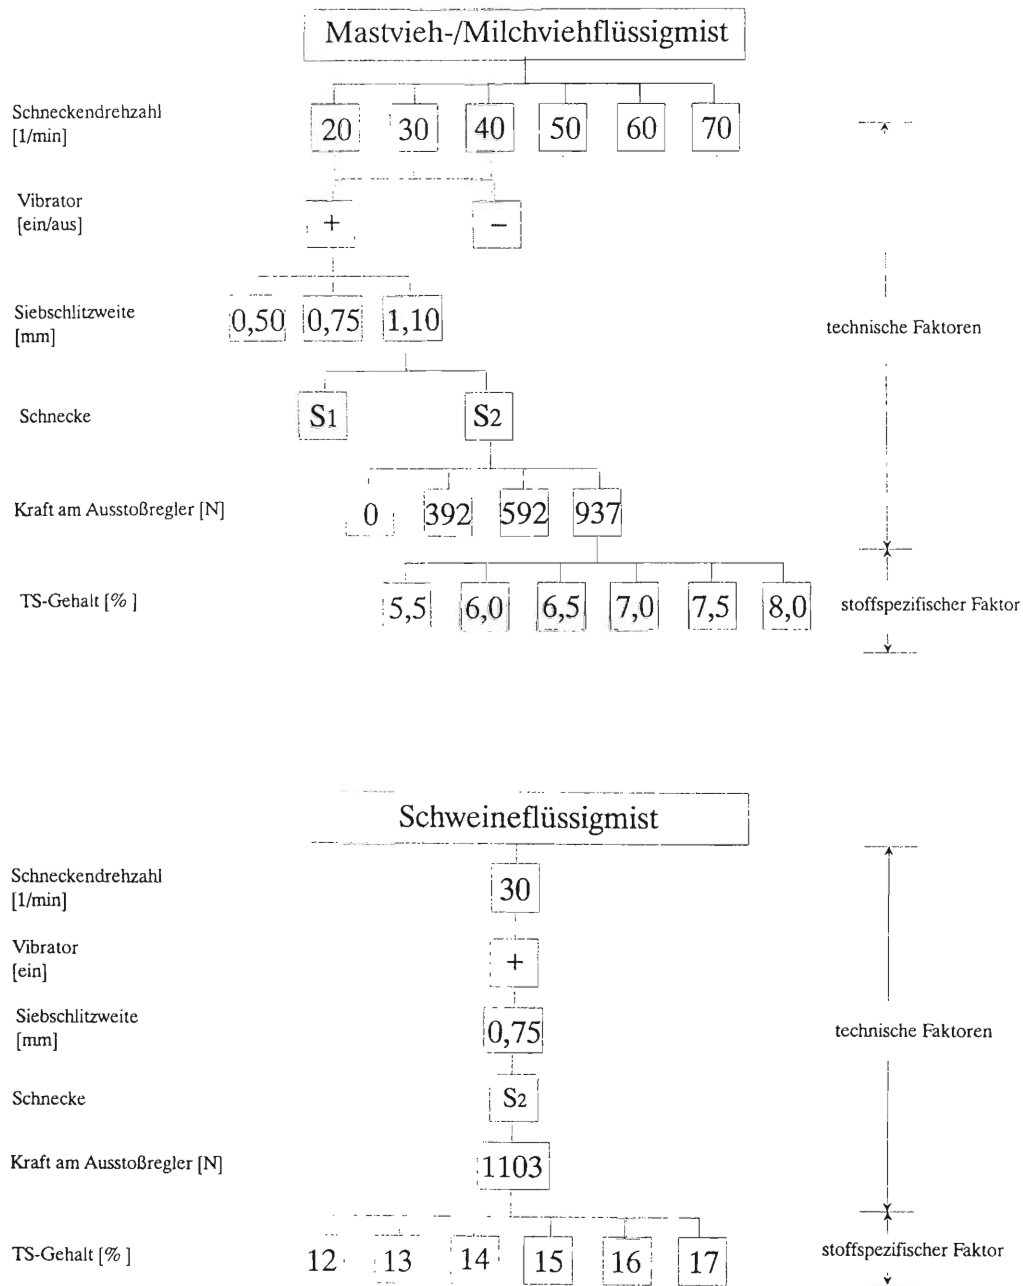 Mastvieh-/Milchviehflüssigmist
Schneckendrehzahl
[1/min]
20 30 40 50 60 70
Vibrator
[ein/aus]
+ −
Siebschlitzweite
[mm]
0,50 0,75 1,10
technische Faktoren
Schnecke
S1 S2
Kraft am Ausstoßregler [N]
0 392 592 937
TS-Gehalt [% ]
5,5 6,0 6,5 7,0 7,5 8,0
stoffspezifischer Faktor
Schweineflüssigmist
Schneckendrehzahl
[1/min]
30
Vibrator
[ein]
+
Siebschlitzweite
[mm]
0,75
technische Faktoren
Schnecke
S2
Kraft am Ausstoßregler [N]
1103
TS-Gehalt [% ]
12 13 14 15 16 17
stoffspezifischer Faktor